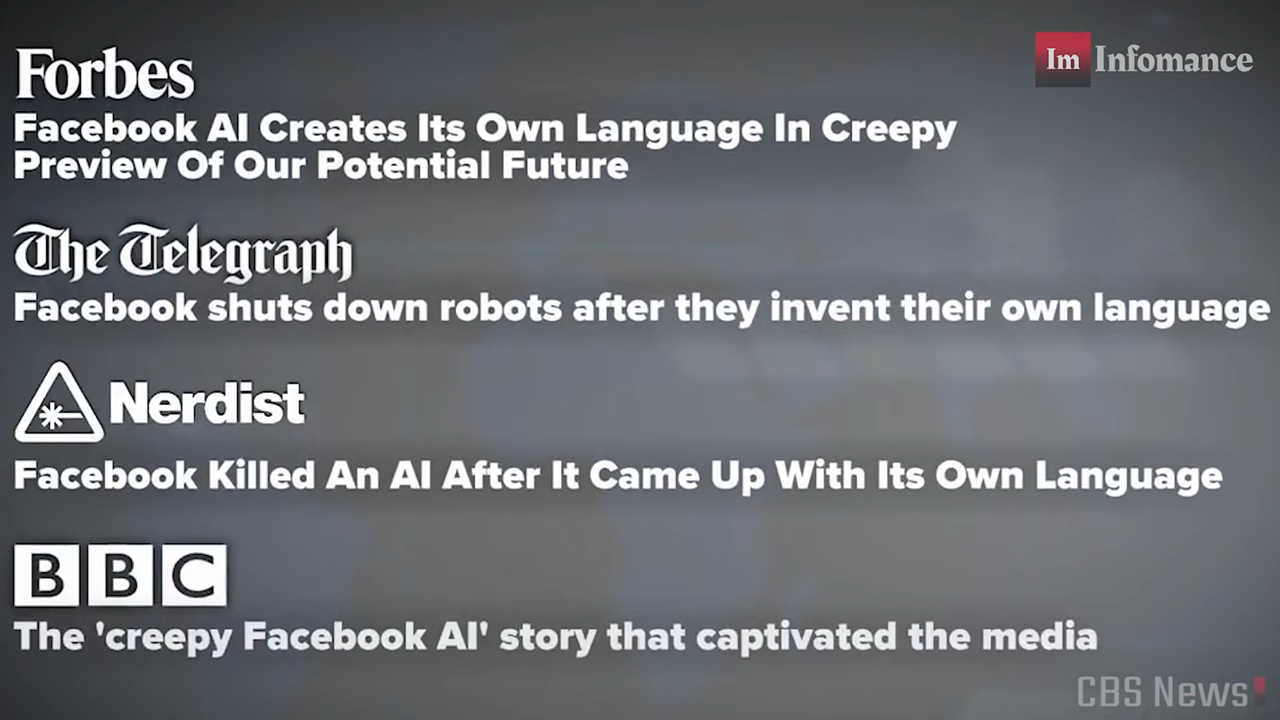 Forbes
Im Infomance
Facebook AI Creates Its Own Language In Creepy
Preview Of Our Potential Future
The Telegraph
Facebook shuts down robots after they invent their own language
Nerdist
Facebook Killed An AI After It Came Up With Its Own Language
BBC
The 'creepy Facebook AI' story that captivated the media
CBS News!